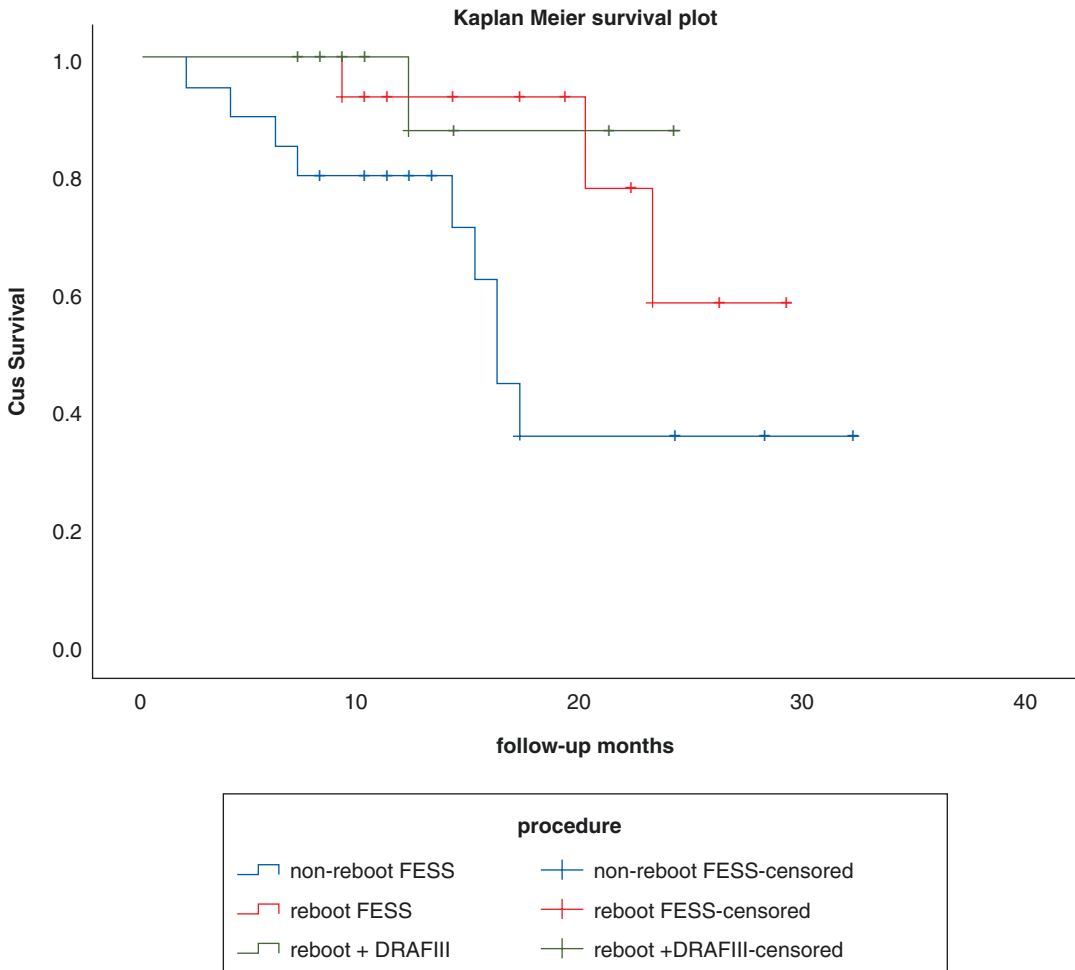 Kaplan Meier survival plot
1.0
0.8
0.6
0.4
0.2
0.0
Cus Survival
0 10 20 30 40
follow-up months
procedure
non-reboot FESS non-reboot FESS-censored
reboot FESS reboot FESS-censored
reboot + DRAFIII reboot +DRAFIII-censored